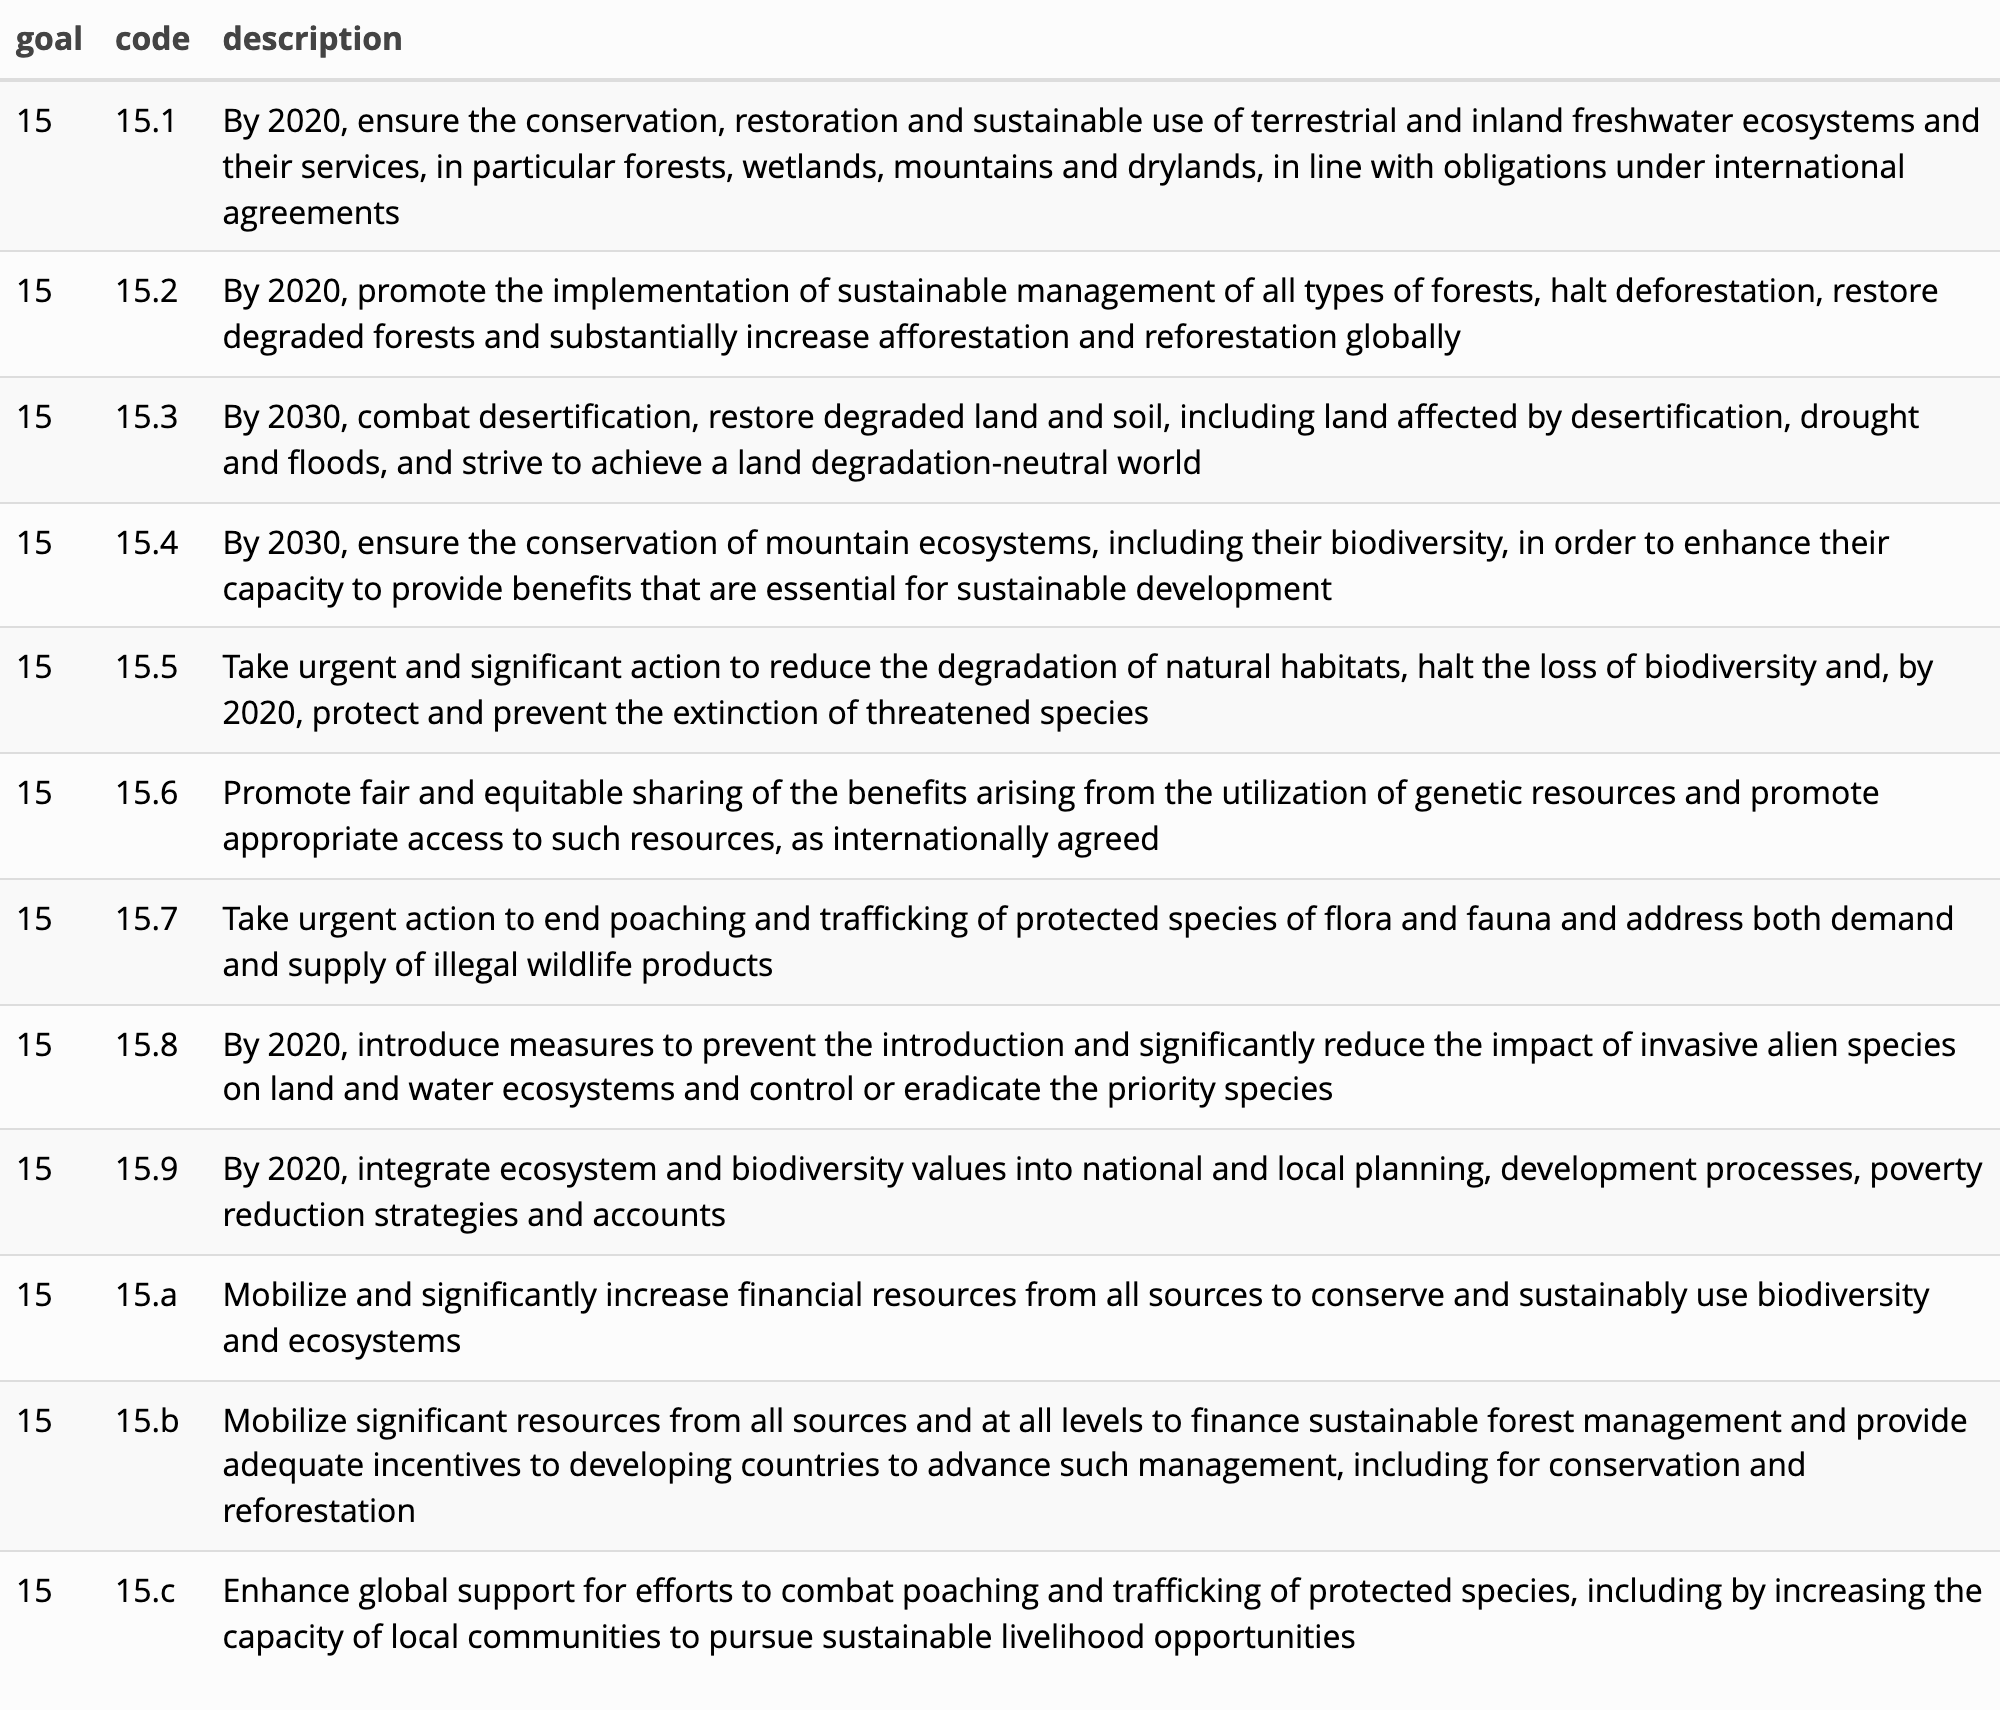 goal code description
15 15.1 By 2020, ensure the conservation, restoration and sustainable use of terrestrial and inland freshwater ecosystems and
their services, in particular forests, wetlands, mountains and drylands, in line with obligations under international
agreements
15 15.2 By 2020, promote the implementation of sustainable management of all types of forests, halt deforestation, restore
degraded forests and substantially increase afforestation and reforestation globally
15 15.3 By 2030, combat desertification, restore degraded land and soil, including land affected by desertification, drought
and floods, and strive to achieve a land degradation-neutral world
15 15.4 By 2030, ensure the conservation of mountain ecosystems, including their biodiversity, in order to enhance their
capacity to provide benefits that are essential for sustainable development
15 15.5 Take urgent and significant action to reduce the degradation of natural habitats, halt the loss of biodiversity and, by
2020, protect and prevent the extinction of threatened species
15 15.6 Promote fair and equitable sharing of the benefits arising from the utilization of genetic resources and promote
appropriate access to such resources, as internationally agreed
15 15.7 Take urgent action to end poaching and trafficking of protected species of flora and fauna and address both demand
and supply of illegal wildlife products
15 15.8 By 2020, introduce measures to prevent the introduction and significantly reduce the impact of invasive alien species
on land and water ecosystems and control or eradicate the priority species
15 15.9 By 2020, integrate ecosystem and biodiversity values into national and local planning, development processes, poverty
reduction strategies and accounts
15 15.a Mobilize and significantly increase financial resources from all sources to conserve and sustainably use biodiversity
and ecosystems
15 15.b Mobilize significant resources from all sources and at all levels to finance sustainable forest management and provide
adequate incentives to developing countries to advance such management, including for conservation and
reforestation
15 15.c Enhance global support for efforts to combat poaching and trafficking of protected species, including by increasing the
capacity of local communities to pursue sustainable livelihood opportunities